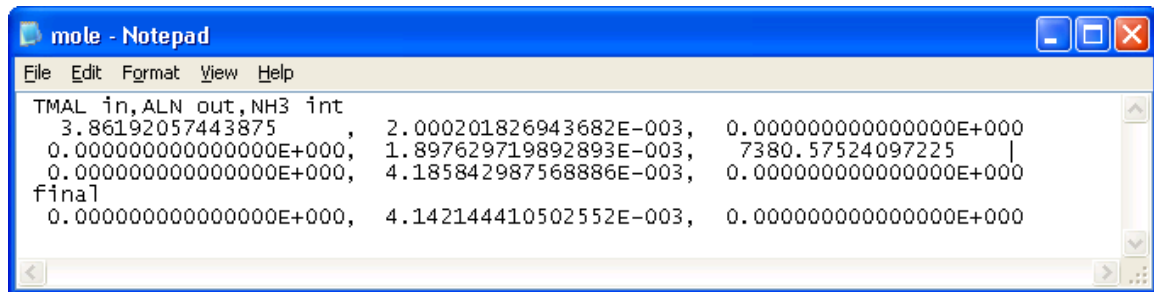 mole - Notepad
File Edit Format View Help
TMAL in,ALN out,NH3 int
3.86192057443875 , 2.000201826943682E-003, 0.000000000000000E+000
0.000000000000000E+000, 1.897629719892893E-003, 7380.57524097225
0.000000000000000E+000, 4.185842987568886E-003, 0.000000000000000E+000
final
0.000000000000000E+000, 4.142144410502552E-003, 0.000000000000000E+000